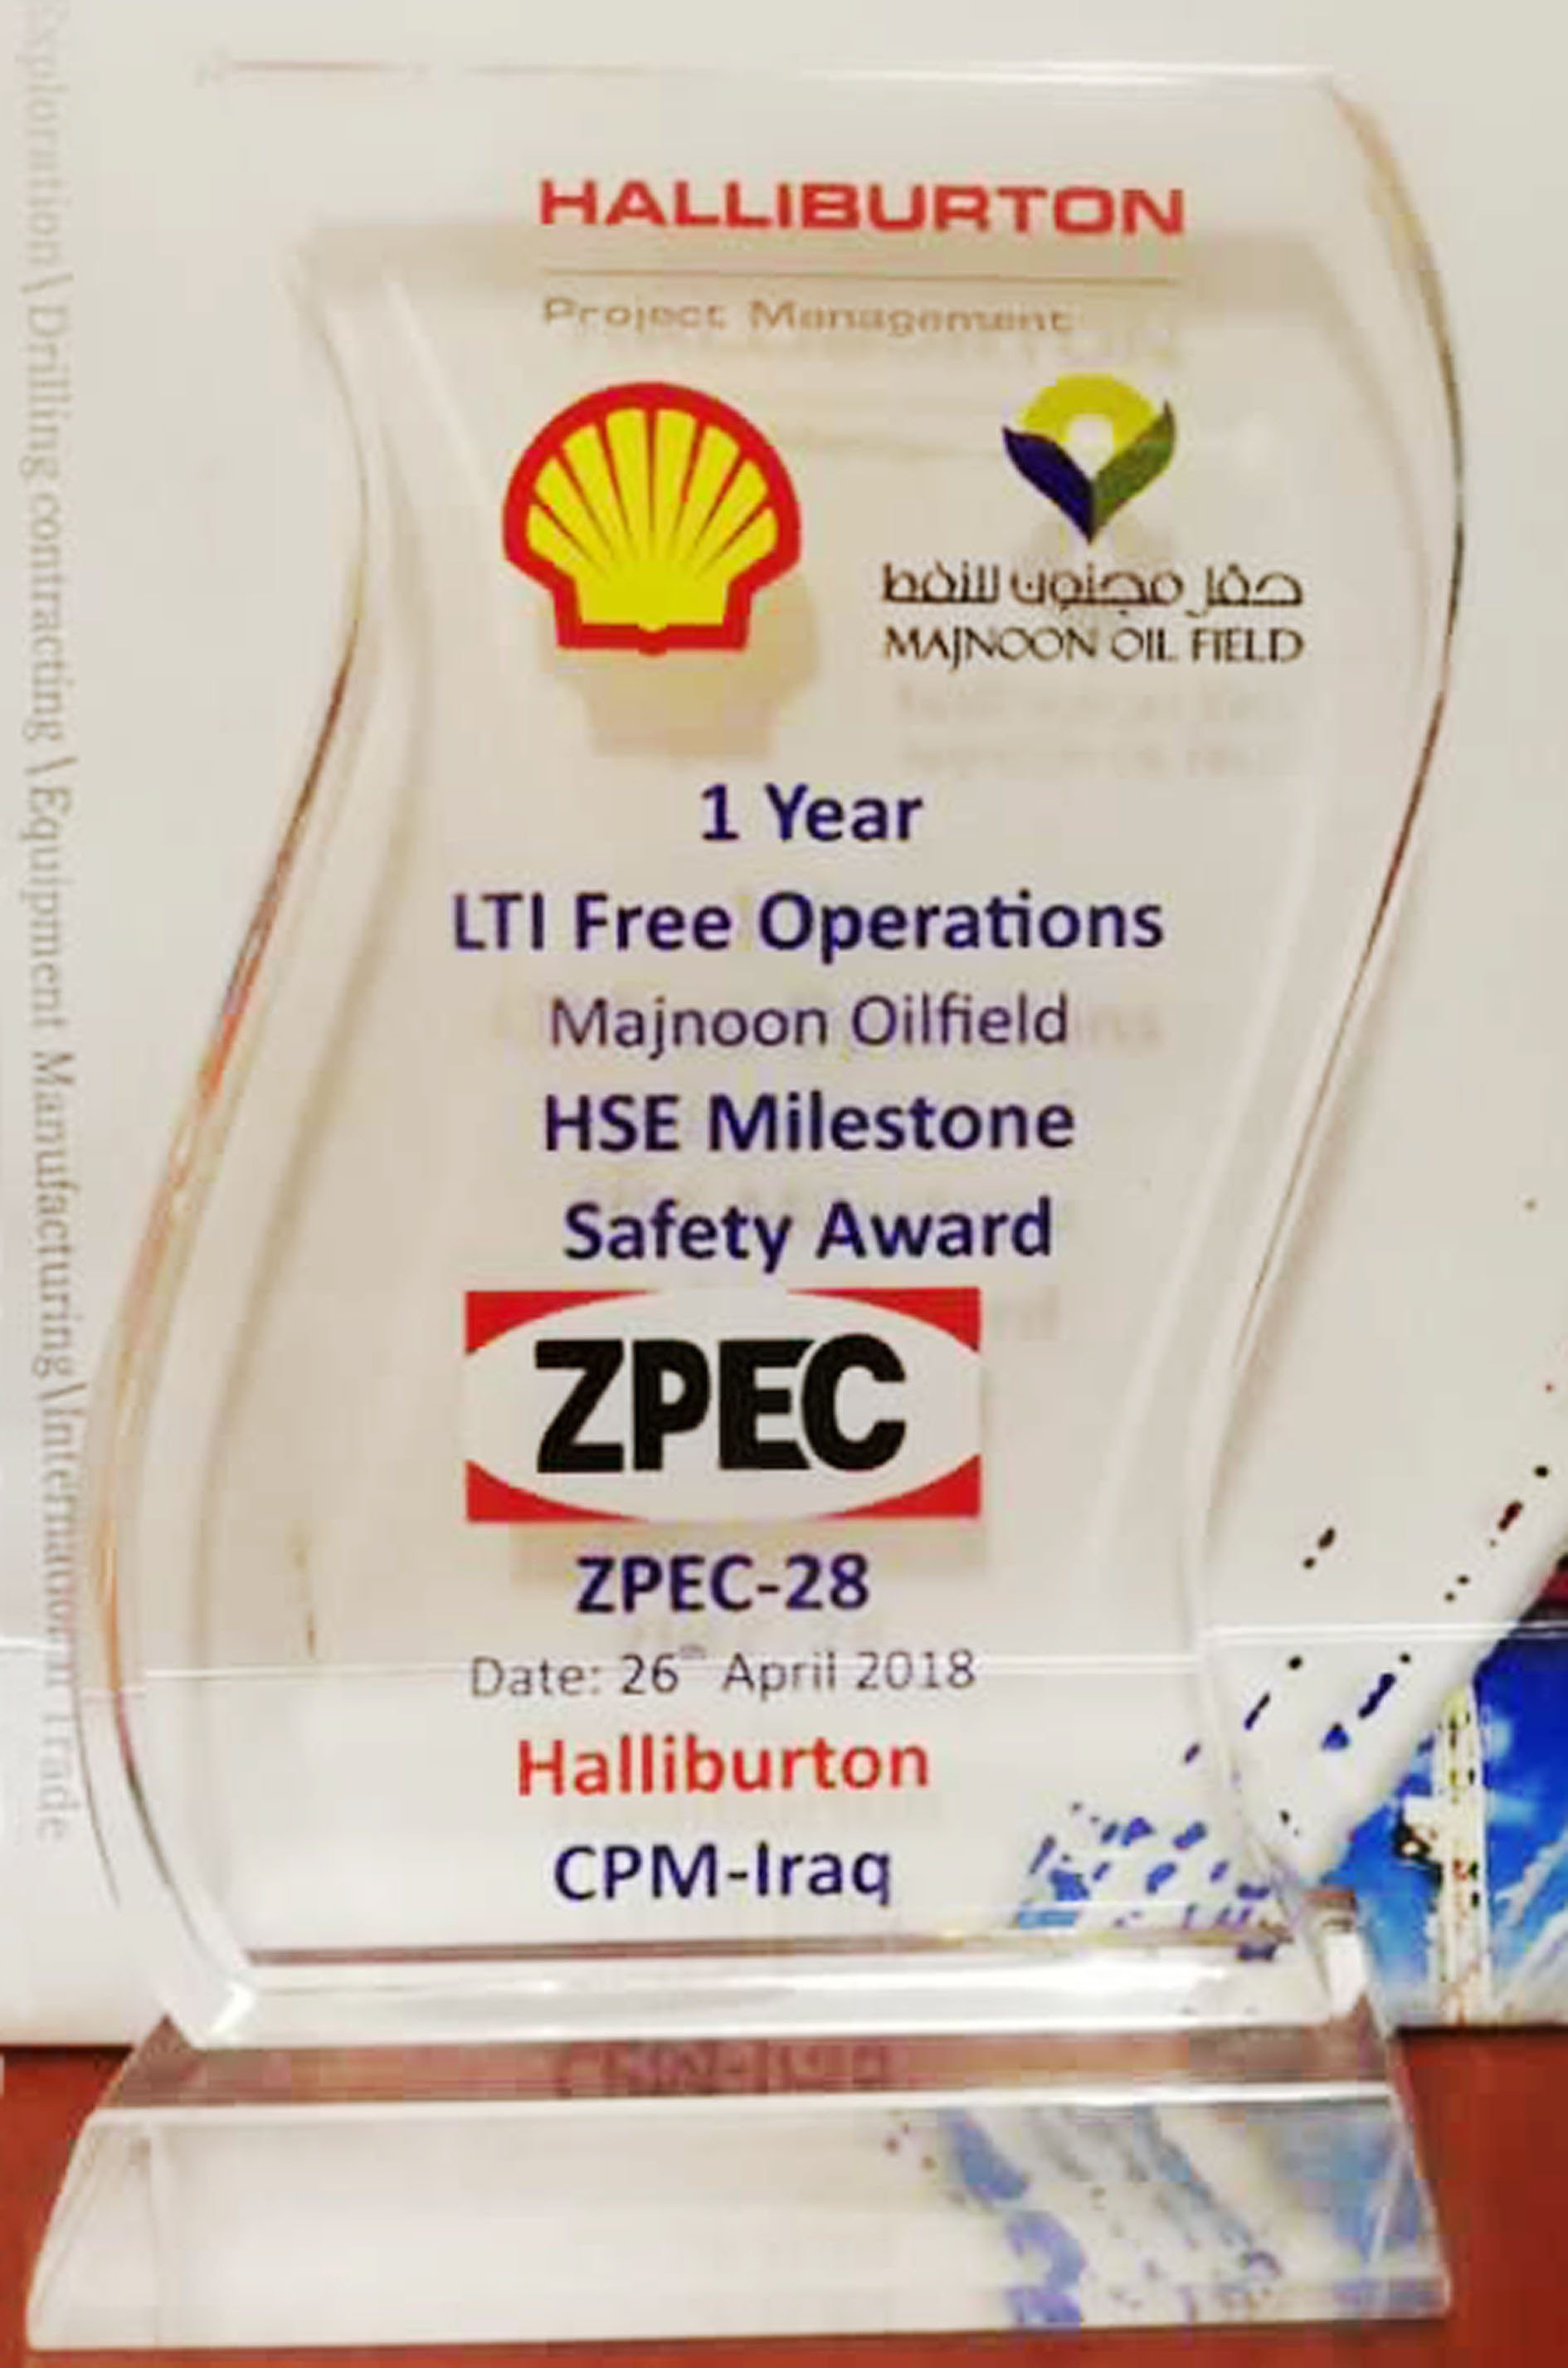 HALLIBURTON
Project Management
حقل مجنون للنفط
MAJNOON OIL FIELD
1 Year
LTI Free Operations
Majnoon Oilfield
HSE Milestone
Safety Award
ZPEC
ZPEC-28
Date: 26th April 2018
Halliburton
CPM-Iraq
Exploration\Drilling contracting \Equipment Manufacturing\International Trade